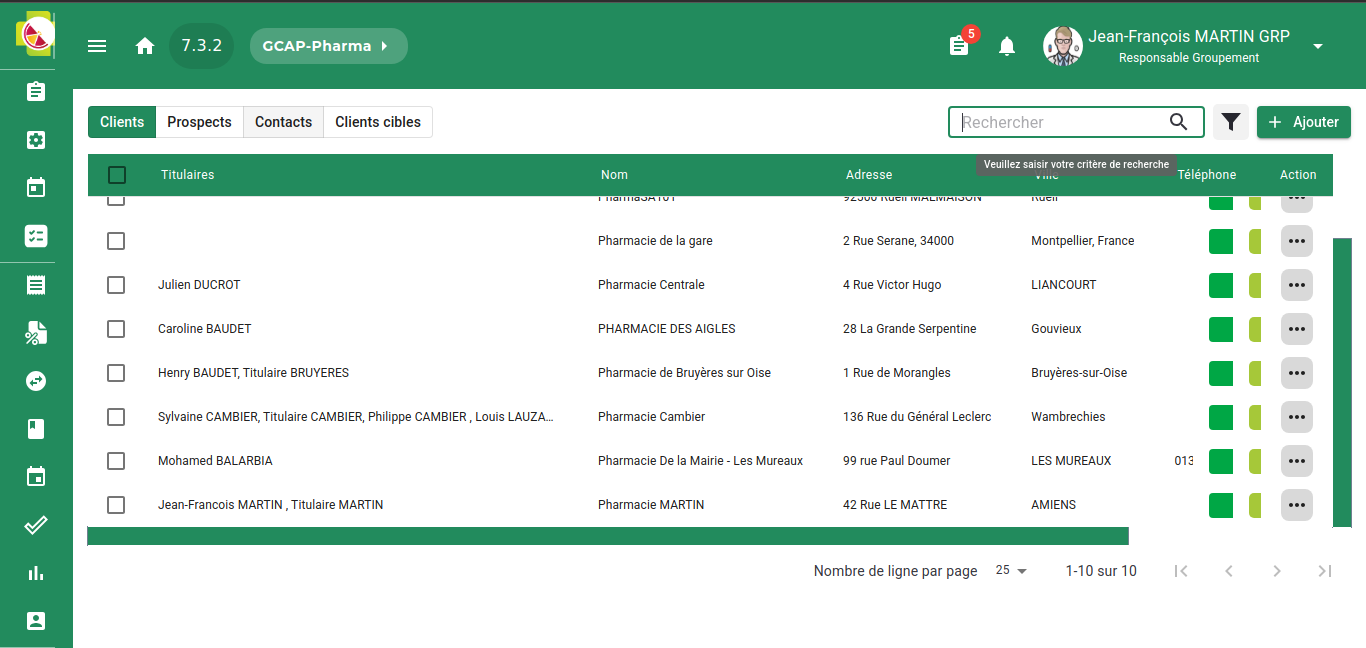 7.3.2
GCAP-Pharma
5
Jean-François MARTIN GRP
Responsable Groupement
Clients Prospects Contacts Clients cibles
Rechercher
Ajouter
Veuillez saisir votre critère de recherche
Titulaires Nom Adresse Ville Téléphone Action
PharmaSAT01 92500 Rueil MALMAISON Rueil
Pharmacie de la gare 2 Rue Serane, 34000 Montpellier, France
Julien DUCROT Pharmacie Centrale 4 Rue Victor Hugo LIANCOURT
Caroline BAUDET PHARMACIE DES AIGLES 28 La Grande Serpentine Gouvieux
Henry BAUDET, Titulaire BRUYERES Pharmacie de Bruyères sur Oise 1 Rue de Morangles Bruyères-sur-Oise
Sylvaine CAMBIER, Titulaire CAMBIER, Philippe CAMBIER , Louis LAUZA... Pharmacie Cambier 136 Rue du Général Leclerc Wambrechies
Mohamed BALARBIA Pharmacie De la Mairie - Les Mureaux 99 rue Paul Doumer LES MUREAUX 013
Jean-Francois MARTIN , Titulaire MARTIN Pharmacie MARTIN 42 Rue LE MATTRE AMIENS
Nombre de ligne par page 25 1-10 sur 10